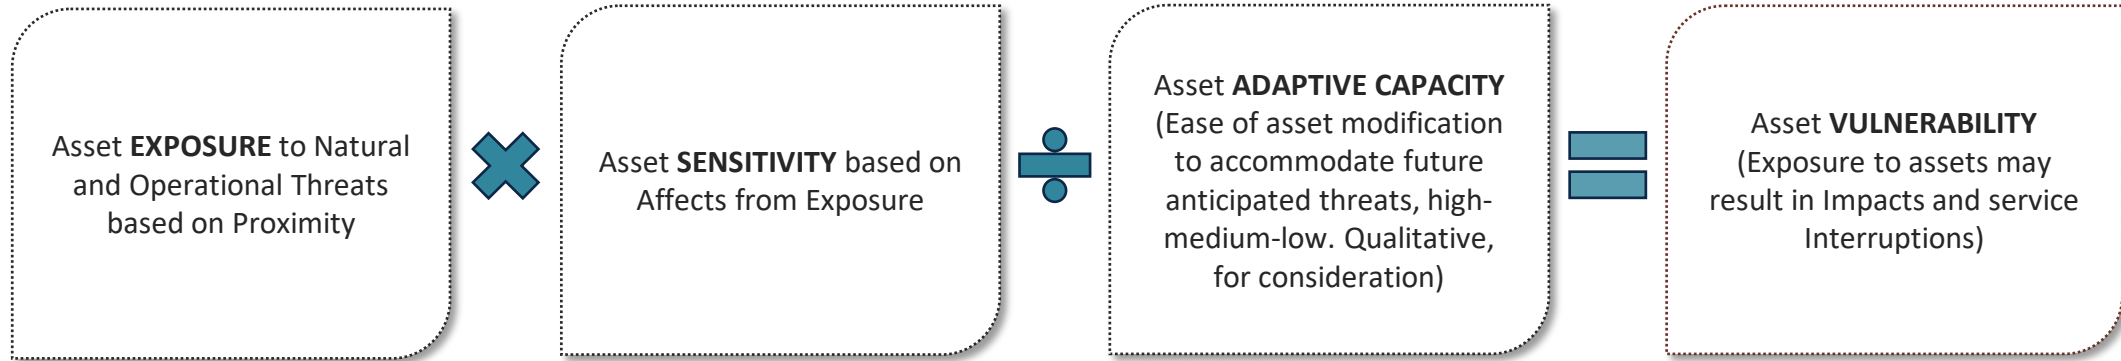 Asset EXPOSURE to Natural
and Operational Threats
based on Proximity
Asset SENSITIVITY based on
Affects from Exposure
Asset ADAPTIVE CAPACITY
(Ease of asset modification
to accommodate future
anticipated threats, high-
medium-low. Qualitative,
for consideration)
Asset VULNERABILITY
(Exposure to assets may
result in Impacts and service
Interruptions)